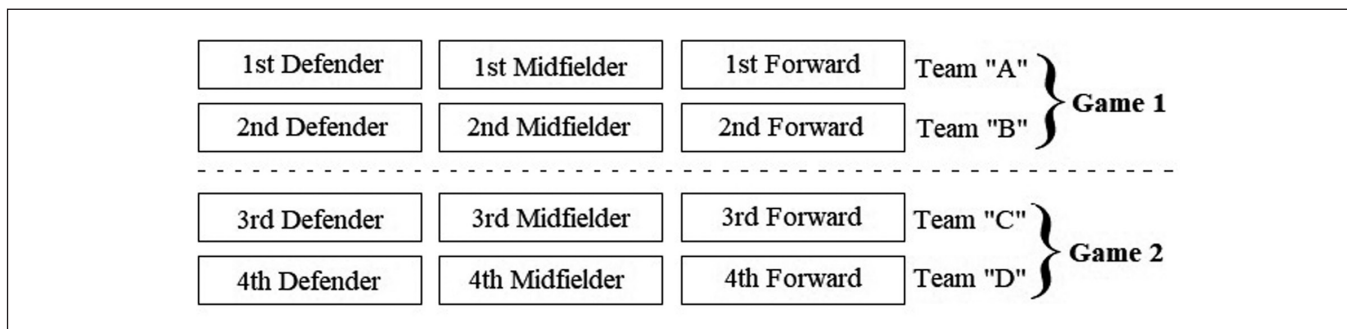 1st Defender 1st Midfielder 1st Forward Team "A"
Game 1
2nd Defender 2nd Midfielder 2nd Forward Team "B"
3rd Defender 3rd Midfielder 3rd Forward Team "C"
Game 2
4th Defender 4th Midfielder 4th Forward Team "D"